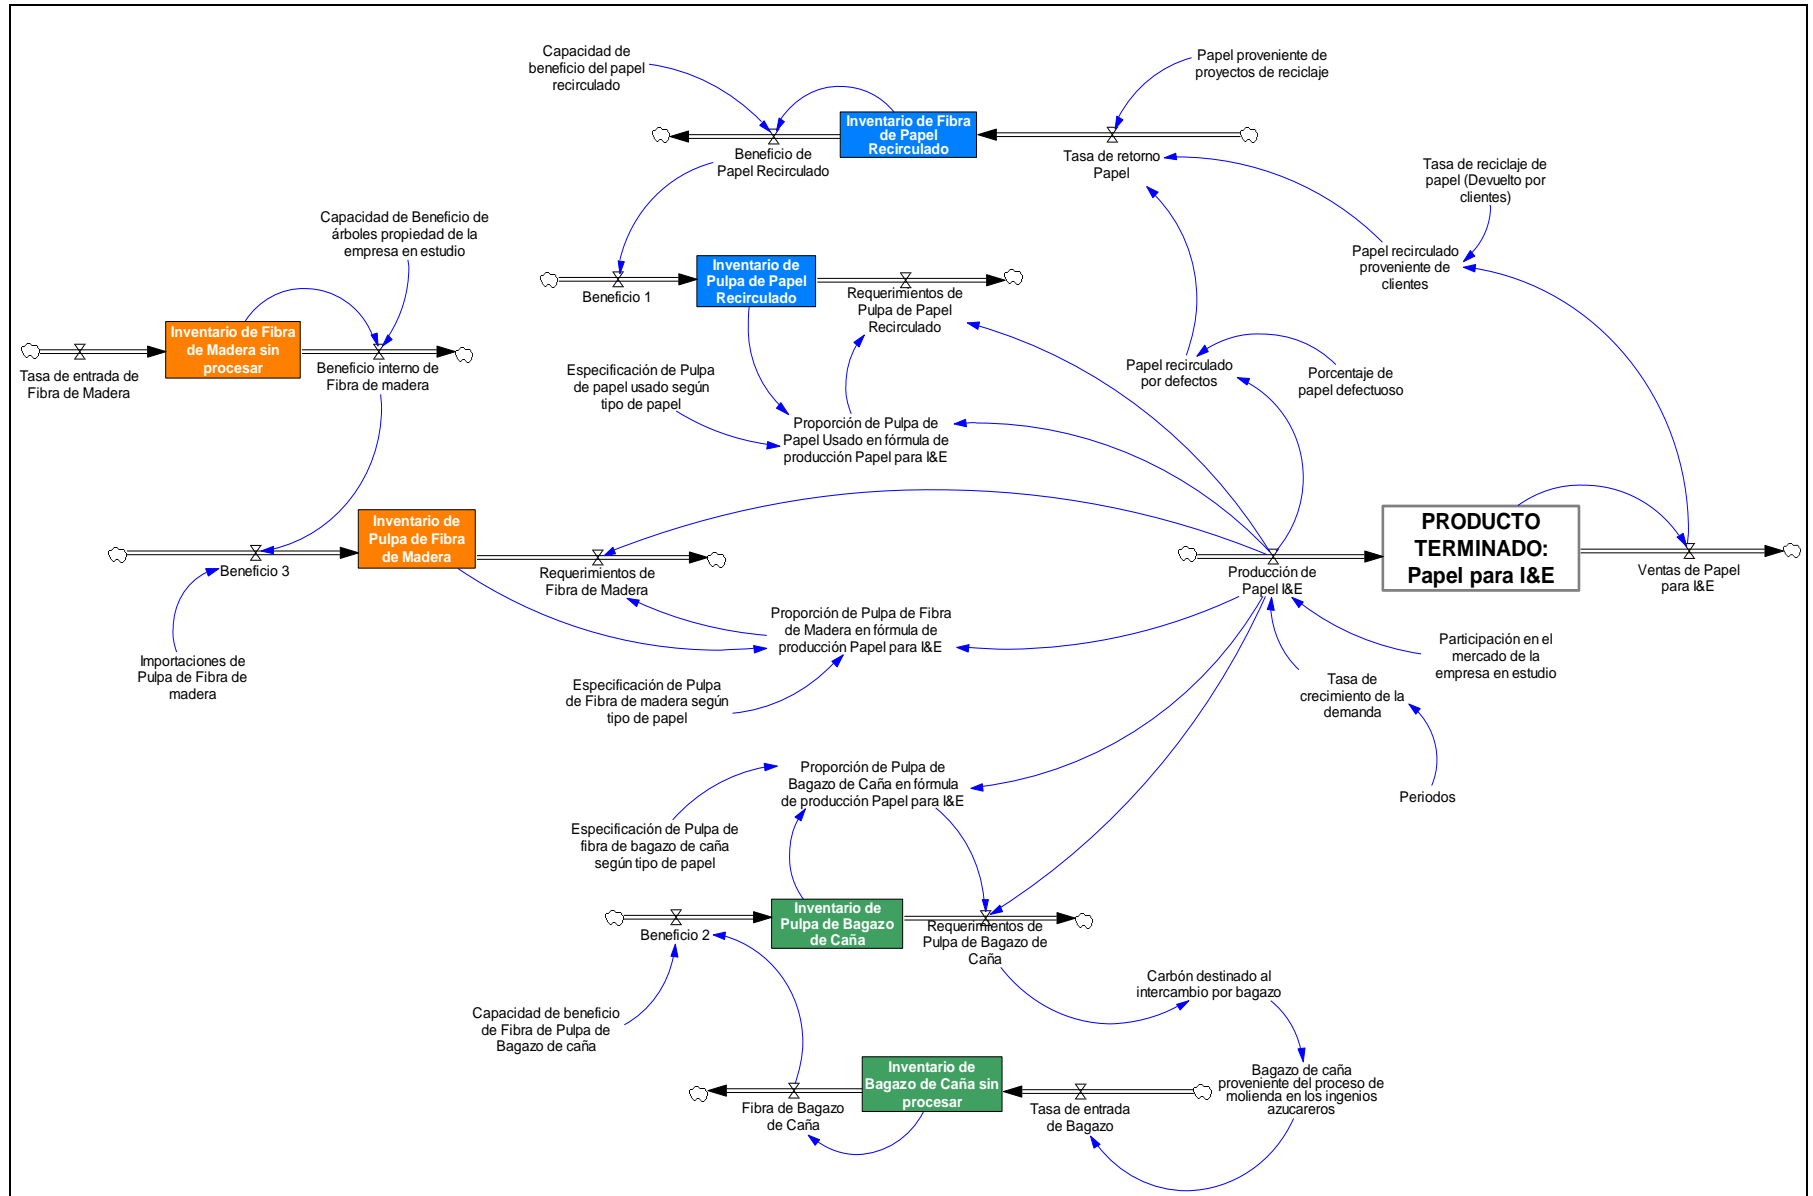 Capacidad de
beneficio del papel
recirculado
Papel proveniente de
proyectos de reciclaje
Inventario de Fibra
de Papel
Recirculado
Beneficio de
Papel Recirculado
Tasa de retorno
Papel
Tasa de reciclaje de
papel (Devuelto por
clientes)
Capacidad de Beneficio de
árboles propiedad de la
empresa en estudio
Papel recirculado
proveniente de
clientes
Inventario de
Pulpa de Papel
Recirculado
Beneficio 1
Requerimientos de
Pulpa de Papel
Recirculado
Inventario de Fibra
de Madera sin
procesar
Tasa de entrada de
Fibra de Madera
Beneficio interno de
Fibra de madera
Especificación de Pulpa
de papel usado según
tipo de papel
Papel recirculado
por defectos
Porcentaje de
papel defectuoso
Proporción de Pulpa de
Papel Usado en fórmula de
producción Papel para I&E
Inventario de
Pulpa de Fibra
de Madera
Beneficio 3
Requerimientos de
Fibra de Madera
PRODUCTO
TERMINADO:
Papel para I&E
Producción de
Papel I&E
Ventas de Papel
para I&E
Proporción de Pulpa de Fibra
de Madera en fórmula de
producción Papel para I&E
Importaciones de
Pulpa de Fibra de
madera
Especificación de Pulpa
de Fibra de madera según
tipo de papel
Participación en el
mercado de la
empresa en estudio
Tasa de
crecimiento de la
demanda
Periodos
Proporción de Pulpa de
Bagazo de Caña en fórmula
de producción Papel para I&E
Especificación de Pulpa de
fibra de bagazo de caña
según tipo de papel
Inventario de
Pulpa de Bagazo
de Caña
Beneficio 2
Requerimientos de
Pulpa de Bagazo de
Caña
Carbón destinado al
intercambio por bagazo
Capacidad de beneficio
de Fibra de Pulpa de
Bagazo de caña
Inventario de
Bagazo de Caña sin
procesar
Fibra de Bagazo
de Caña
Tasa de entrada
de Bagazo
Bagazo de caña
proveniente del proceso de
molienda en los ingenios
azucareros